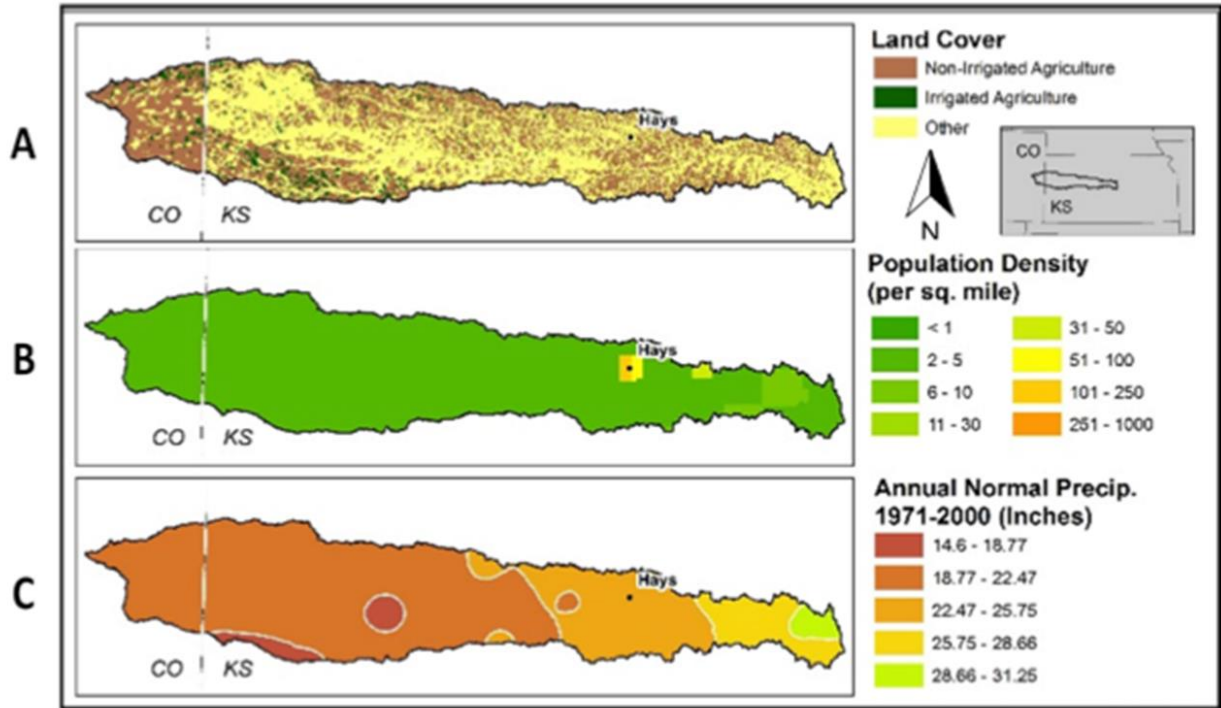 A
Hays
CO
KS
Land Cover
Non-Irrigated Agriculture
Irrigated Agriculture
Other
CO
KS
N
B
Hays
CO
KS
Population Density
(per sq. mile)
< 1
2 - 5
6 - 10
11 - 30
31 - 50
51 - 100
101 - 250
251 - 1000
C
Hays
CO
KS
Annual Normal Precip.
1971-2000 (Inches)
14.6 - 18.77
18.77 - 22.47
22.47 - 25.75
25.75 - 28.66
28.66 - 31.25